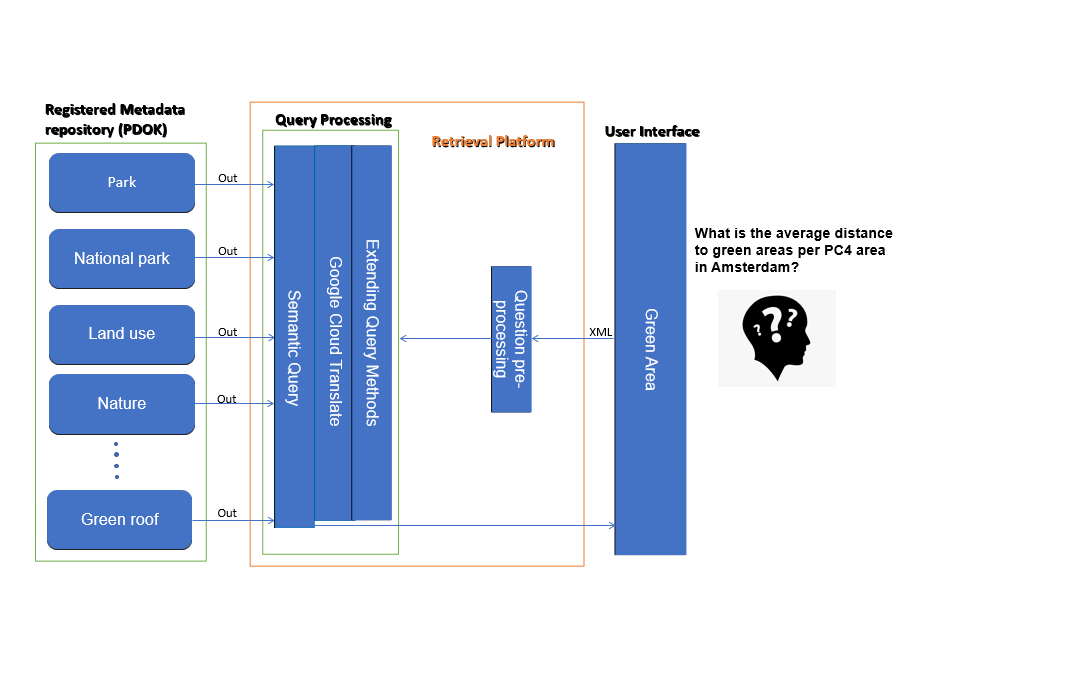 Registered Metadata
repository (PDOK)
Park
National park
Land use
Nature
Green roof
Out
Out
Out
Out
Out
Query Processing
Semantic Query
Google Cloud Translate
Extending Query Methods
Retrieval Platform
Question pre-
processing
XML
User Interface
Green Area
What is the average distance
to green areas per PC4 area
in Amsterdam?
? ? ?